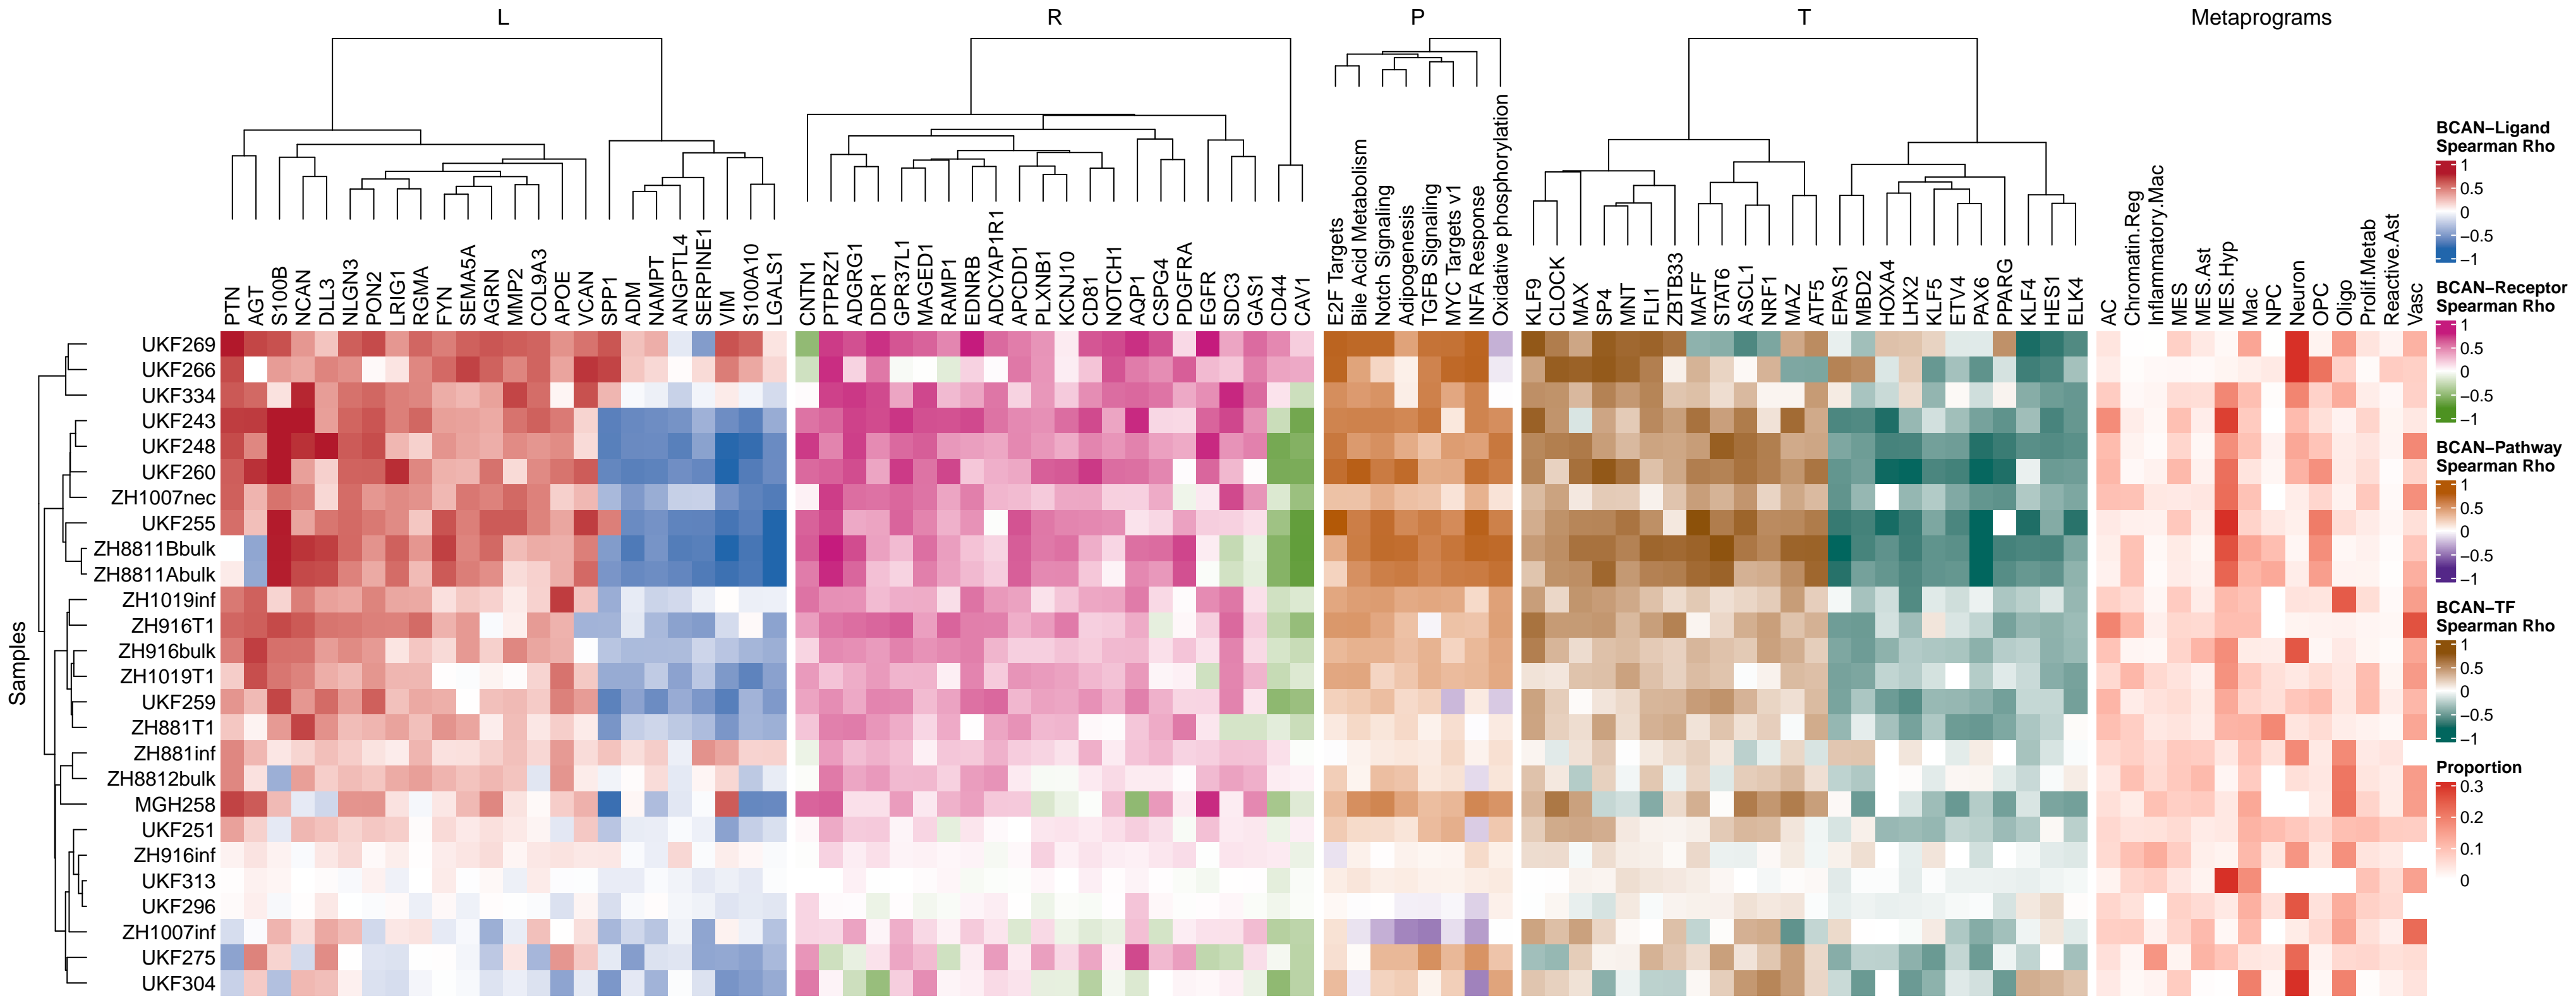 L R P T Metaprograms
PTN
AGT
S100B
NCAN
DLL3
NLGN3
PON2
LRIG1
RGMA
FYN
SEMA5A
AGRN
MMP2
COL9A3
APOE
VCAN
SPP1
ADM
NAMPT
ANGPTL4
SERPINE1
VIM
S100A10
LGALS1
CNTN1
PTPRZ1
ADGRG1
DDR1
GPR37L1
MAGED1
RAMP1
EDNRB
ADCYAP1R1
APCDD1
PLXNB1
KCNJ10
CD81
NOTCH1
AQP1
CSPG4
PDGFRA
EGFR
SDC3
GAS1
CD44
CAV1
E2F Targets
Bile Acid Metabolism
Notch Signaling
Adipogenesis
TGFB Signaling
MYC Targets v1
INFA Response
Oxidative phosphorylation
KLF9
CLOCK
MAX
SP4
MNT
FLI1
ZBTB33
MAFF
STAT6
ASCL1
NRF1
MAZ
ATF5
EPAS1
MBD2
HOXA4
LHX2
KLF5
ETV4
PAX6
PPARG
KLF4
HES1
ELK4
AC
Chromatin.Reg
Inflammatory.Mac
MES
MES.Ast
MES.Hyp
Mac
NPC
Neuron
OPC
Oligo
Prolif.Metab
Reactive.Ast
Vasc
Samples
UKF269
UKF266
UKF334
UKF243
UKF248
UKF260
ZH1007nec
UKF255
ZH8811Bbulk
ZH8811Abulk
ZH1019inf
ZH916T1
ZH916bulk
ZH1019T1
UKF259
ZH881T1
ZH881inf
ZH8812bulk
MGH258
UKF251
ZH916inf
UKF313
UKF296
ZH1007inf
UKF275
UKF304
BCAN−Ligand
Spearman Rho
1
0.5
0
−0.5
−1
BCAN−Receptor
Spearman Rho
1
0.5
0
−0.5
−1
BCAN−Pathway
Spearman Rho
1
0.5
0
−0.5
−1
BCAN−TF
Spearman Rho
1
0.5
0
−0.5
−1
Proportion
0.3
0.2
0.1
0